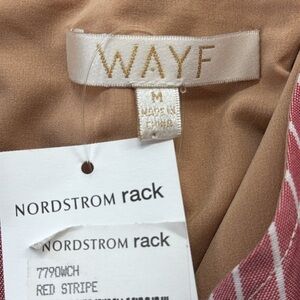 WAYF
M
MADE IN
CHINA
NORDSTROM rack
NORDSTROM rack
7790WCH
RED STRIPE